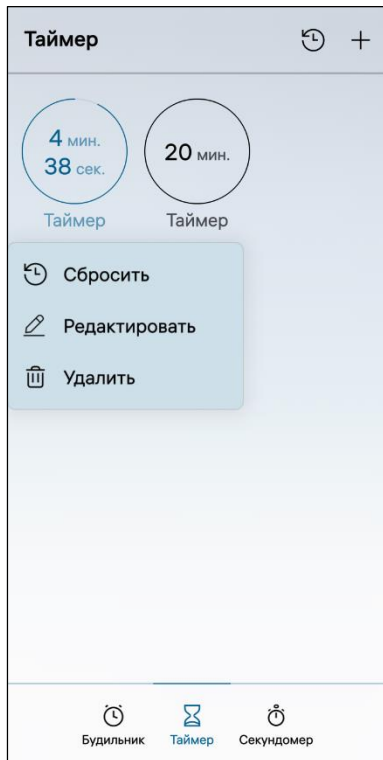 Таймер
4 мин.
38 сек.
20 мин.
Таймер
Таймер
Сбросить
Редактировать
Удалить
Будильник
Таймер
Секундомер